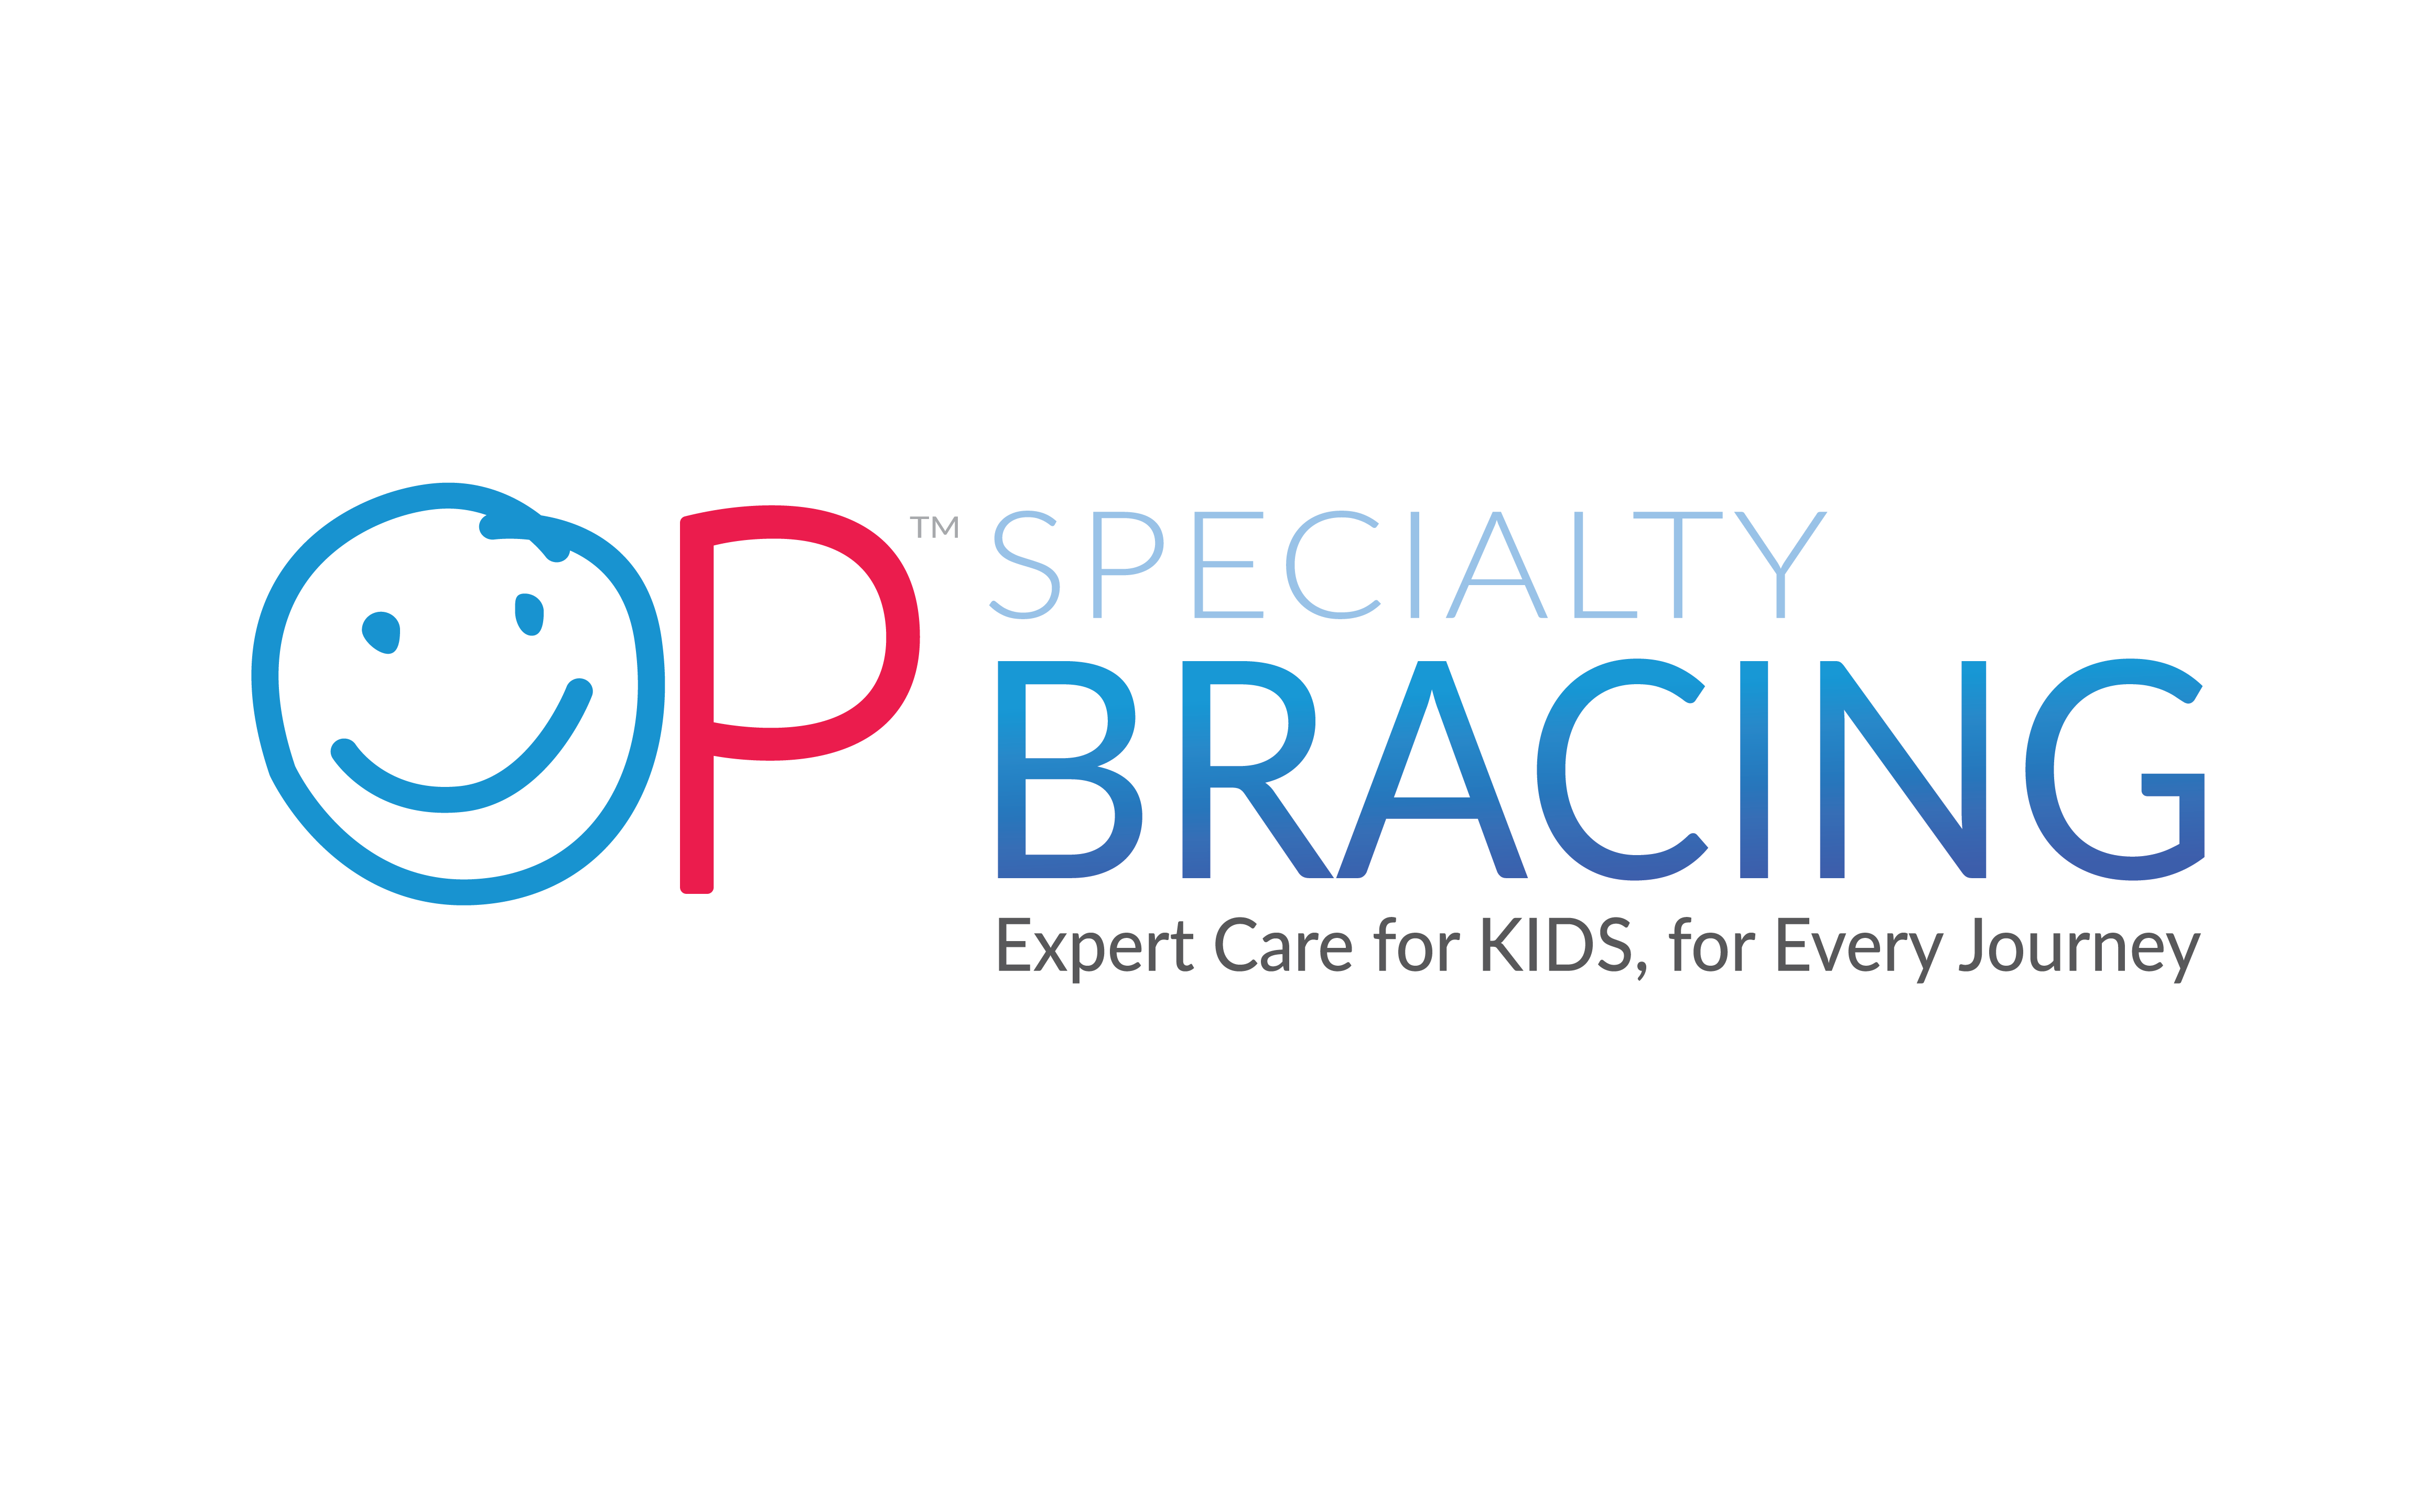 OP™
SPECIALTY
BRACING
Expert Care for KIDS, for Every Journey